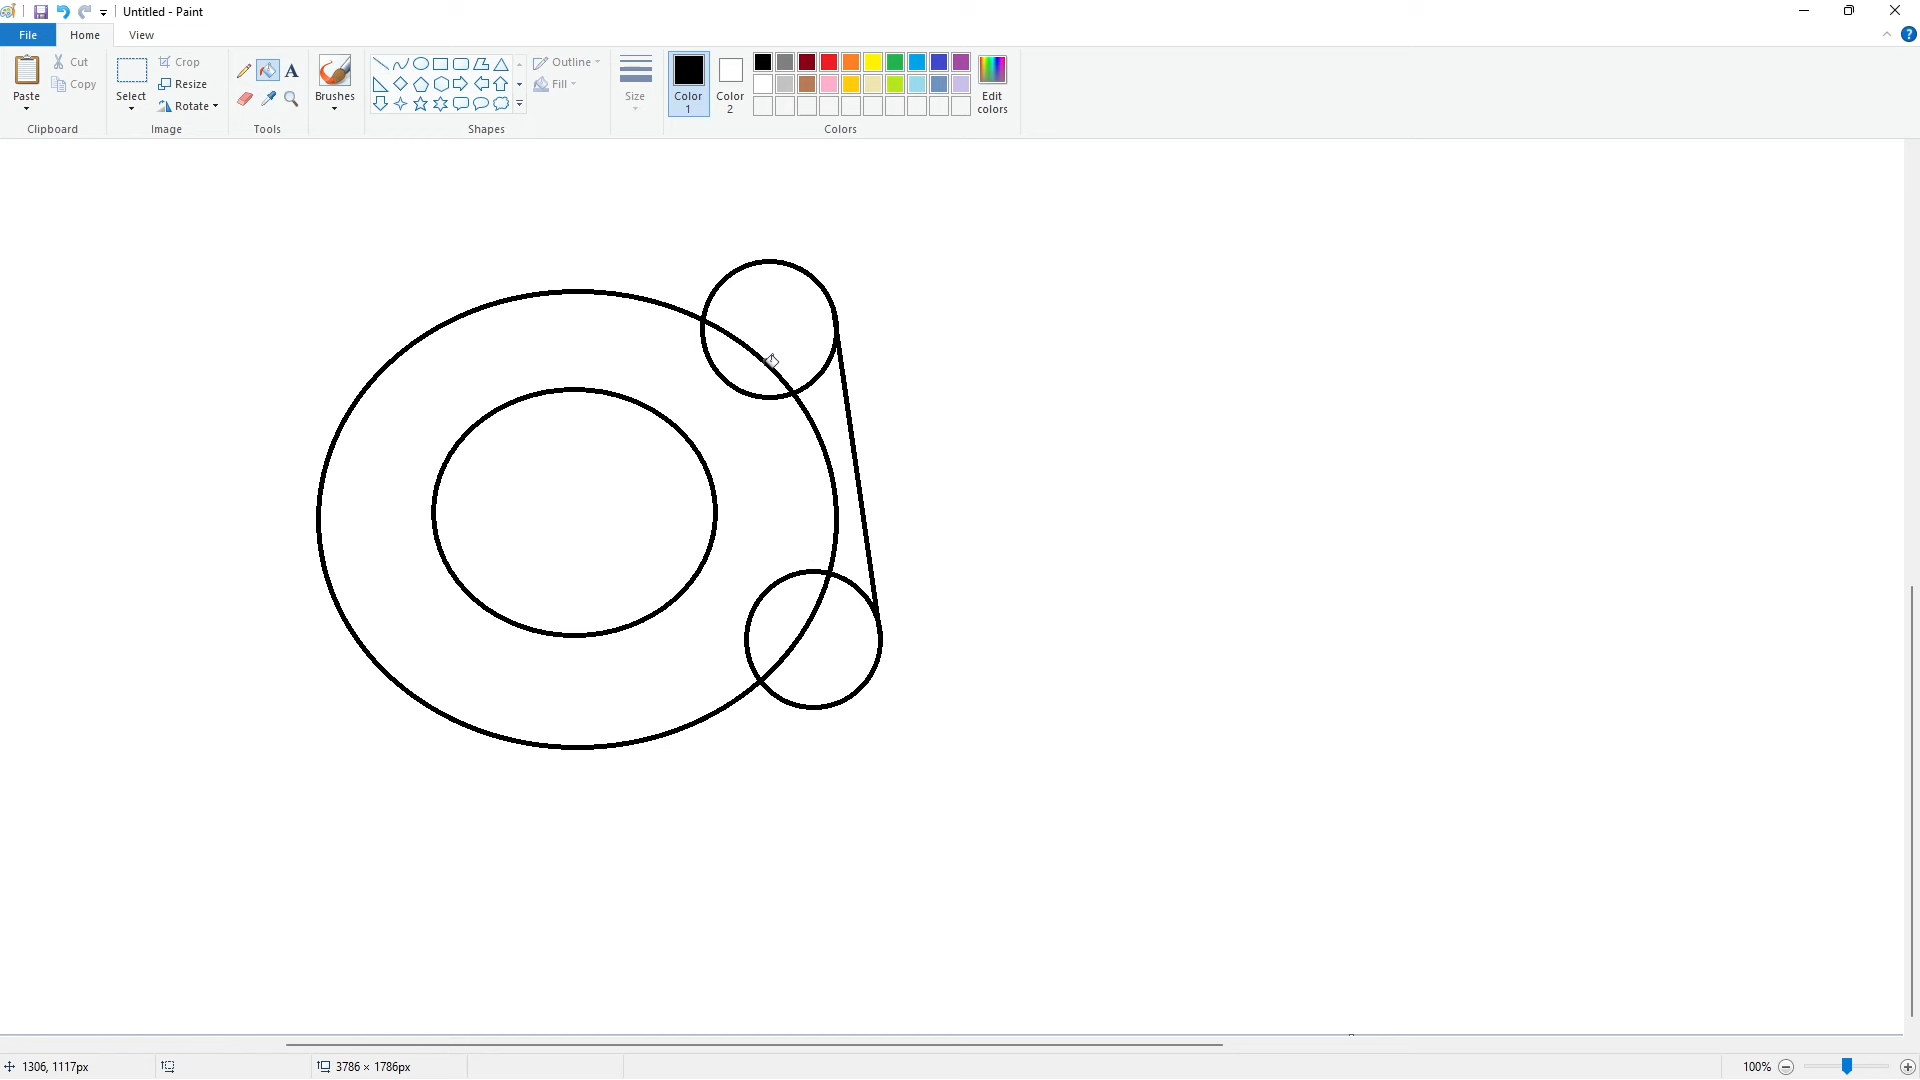 Untitled - Paint
File Home View
Paste
Cut
Copy
Clipboard
Select
Crop
Resize
Rotate
Image
A
Tools
Brushes
Shapes
Outline
Fill
Size
Color
1
Color
2
Edit
colors
Colors
?
1306, 1117px
3786 × 1786px
100%